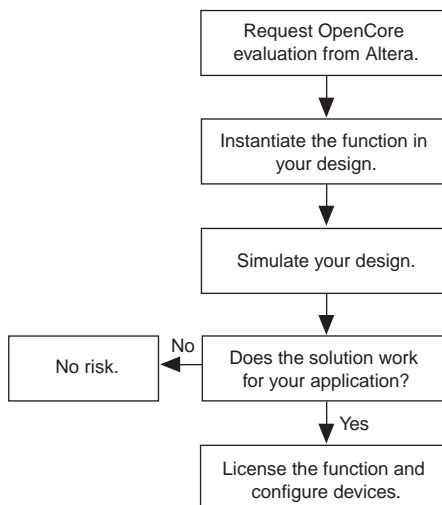 Request OpenCore
evaluation from Altera.
Instantiate the function in
your design.
Simulate your design.
No
No risk.
Does the solution work
for your application?
Yes
License the function and
configure devices.